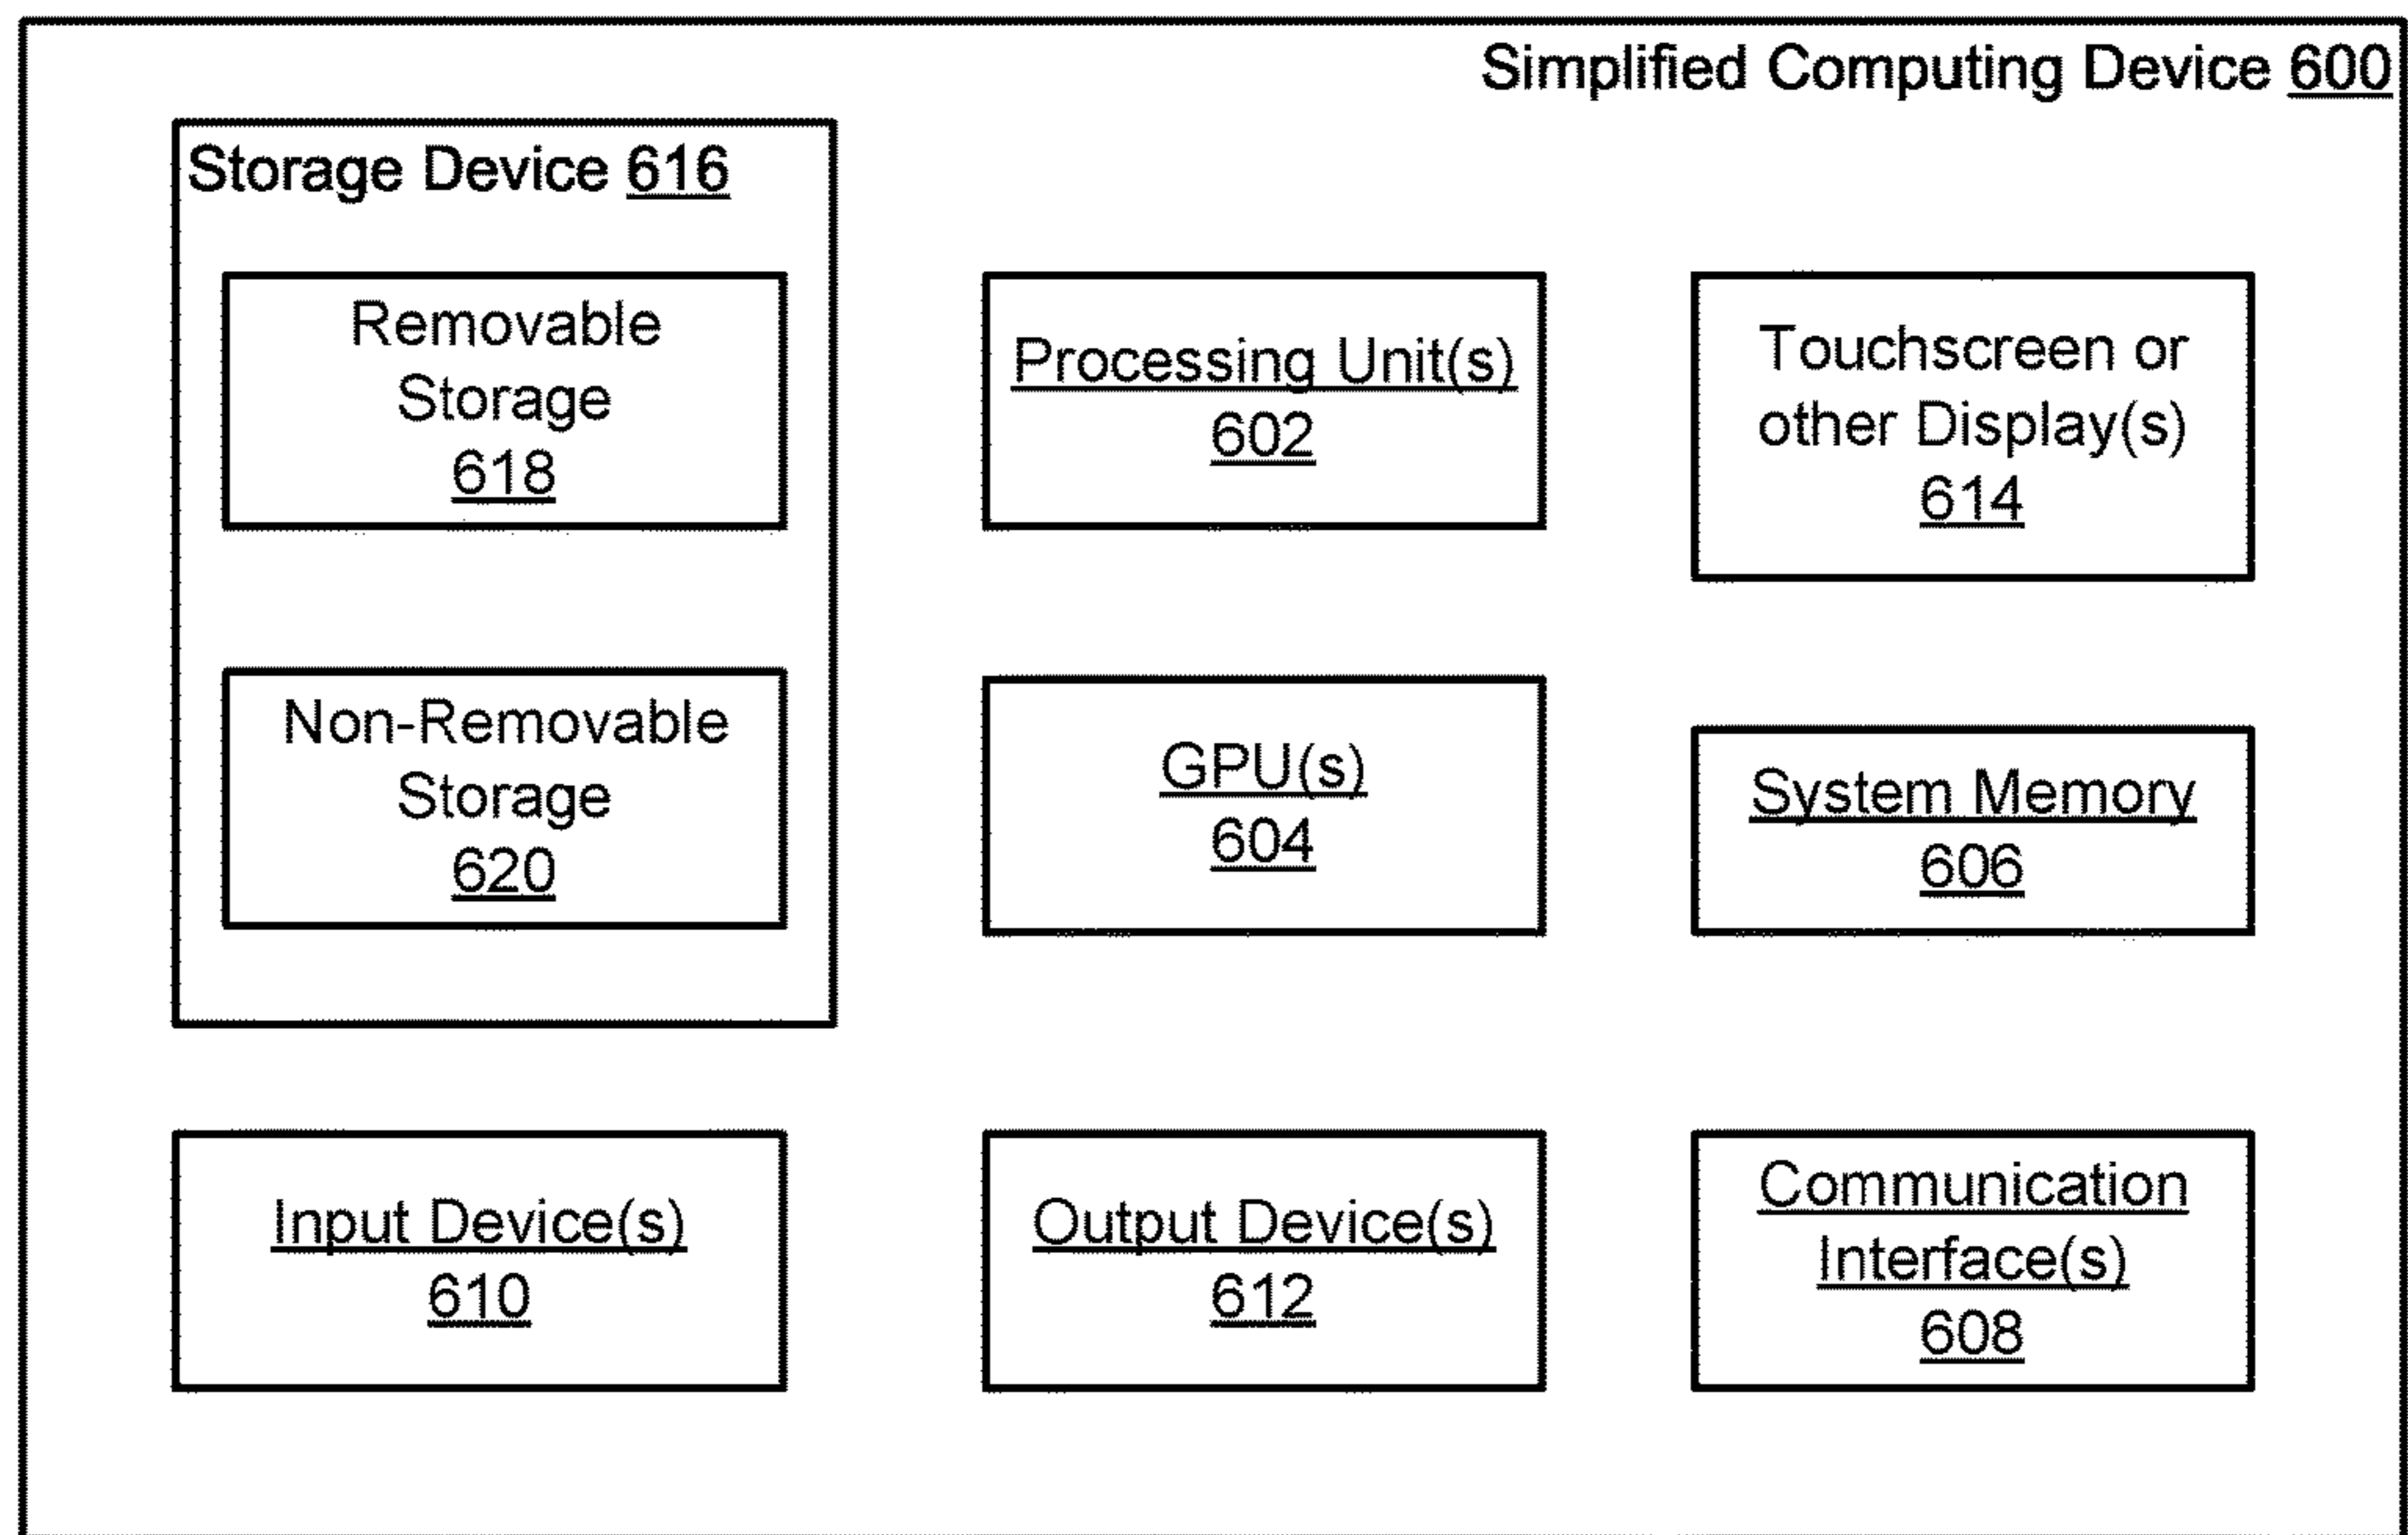 Simplified Computing Device 600
Storage Device 616
Removable
Storage
618
Processing Unit(s)
602
Touchscreen or
other Display(s)
614
Non-Removable
Storage
620
GPU(s)
604
System Memory
606
Input Device(s)
610
Output Device(s)
612
Communication
Interface(s)
608